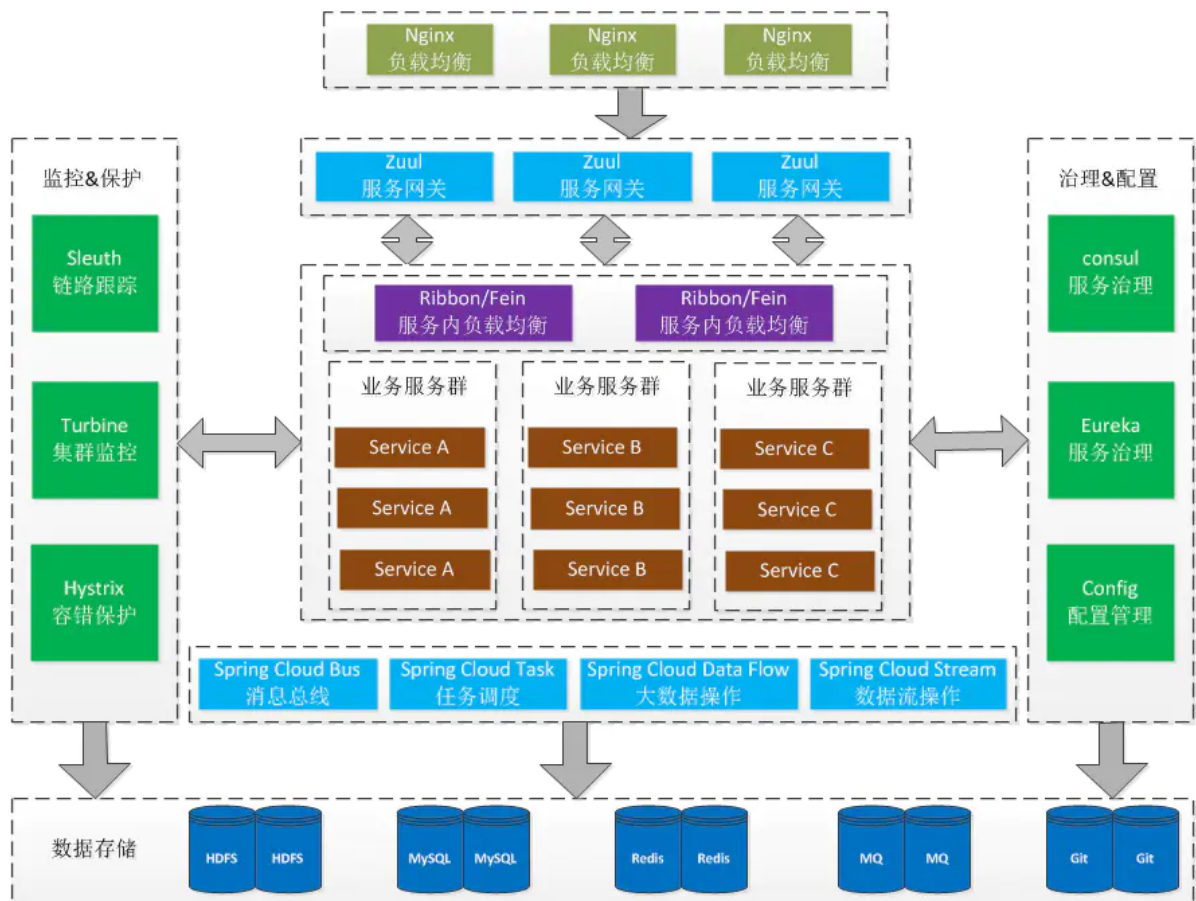 Nginx
负载均衡
Nginx
负载均衡
Nginx
负载均衡
Zuul
服务网关
Zuul
服务网关
Zuul
服务网关
监控&保护
Sleuth
链路跟踪
Turbine
集群监控
Hystrix
容错保护
Ribbon/Fein
服务内负载均衡
Ribbon/Fein
服务内负载均衡
业务服务群
Service A
Service A
Service A
业务服务群
Service B
Service B
Service B
业务服务群
Service C
Service C
Service C
治理&配置
consul
服务治理
Eureka
服务治理
Config
配置管理
Spring Cloud Bus
消息总线
Spring Cloud Task
任务调度
Spring Cloud Data Flow
大数据操作
Spring Cloud Stream
数据流操作
数据存储
HDFS
HDFS
MySQL
MySQL
Redis
Redis
MQ
MQ
Git
Git